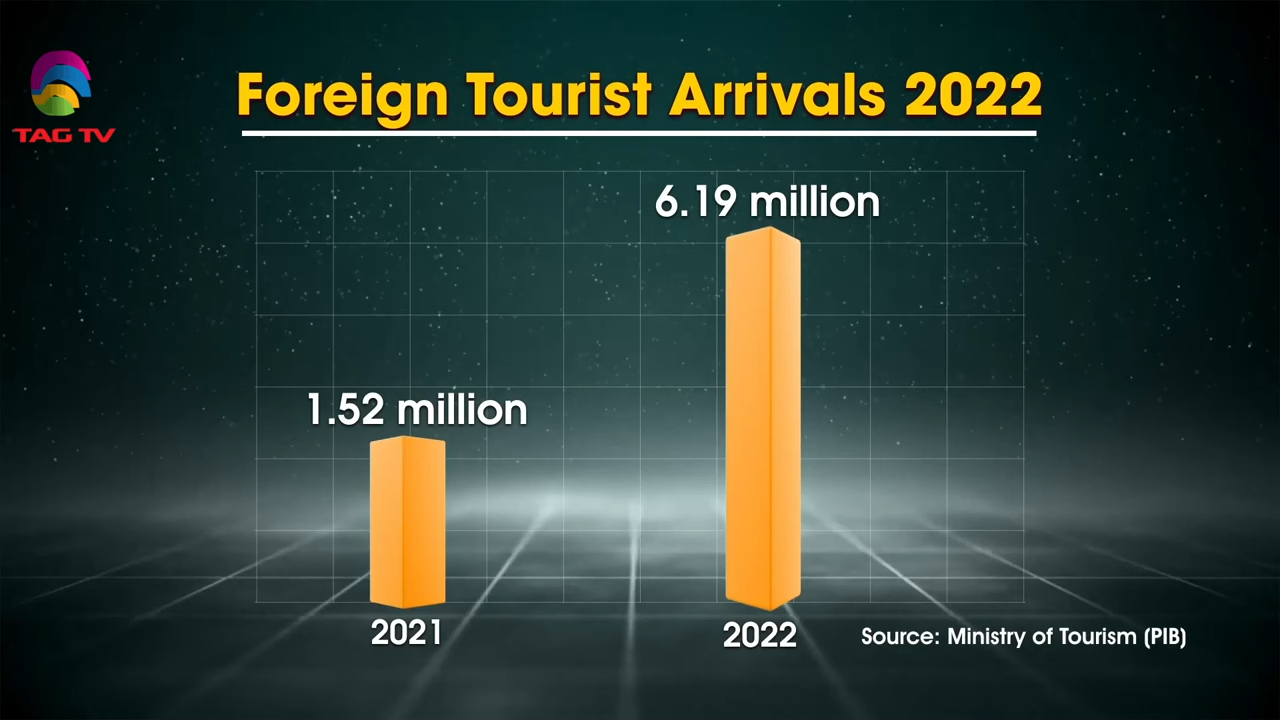 Foreign Tourist Arrivals 2022
TAG TV
6.19 million
1.52 million
2021
2022
Source: Ministry of Tourism (PIB)